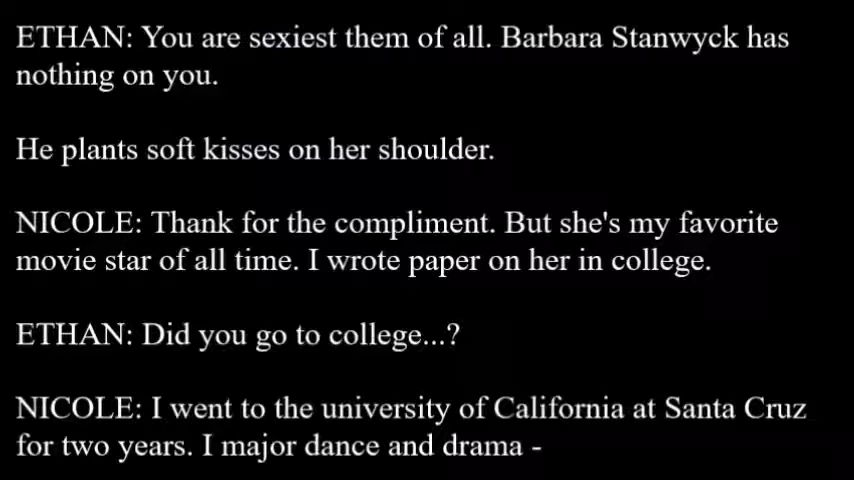 ETHAN: You are sexiest them of all. Barbara Stanwyck has
nothing on you.
He plants soft kisses on her shoulder.
NICOLE: Thank for the compliment. But she's my favorite
movie star of all time. I wrote paper on her in college.
ETHAN: Did you go to college...?
NICOLE: I went to the university of California at Santa Cruz
for two years. I major dance and drama -